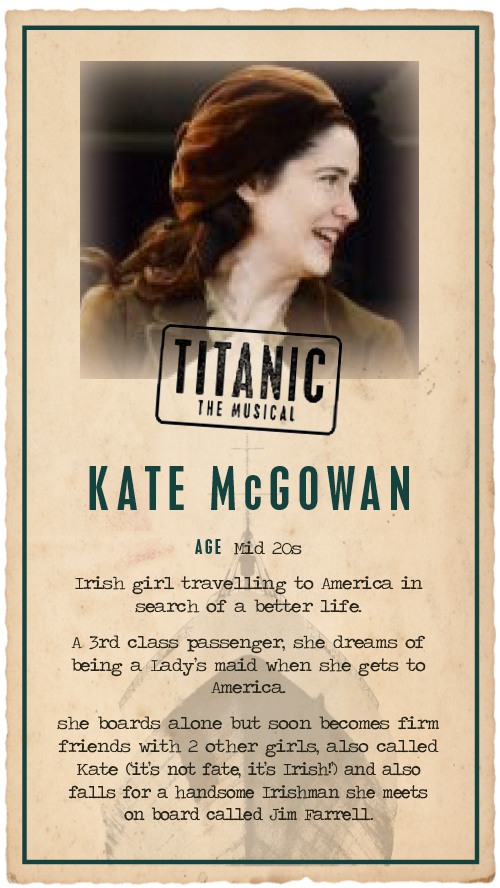 TITANIC
THE MUSICAL
KATE McGOWAN
AGE Mid 20s
Irish girl travelling to America in
search of a better life.
A 3rd class passenger, she dreams of
being a Lady's maid when she gets to
America.
she boards alone but soon becomes firm
friends with 2 other girls, also called
Kate ('it's not fate, it's Irish!') and also
falls for a handsome Irishman she meets
on board called Jim Farrell.